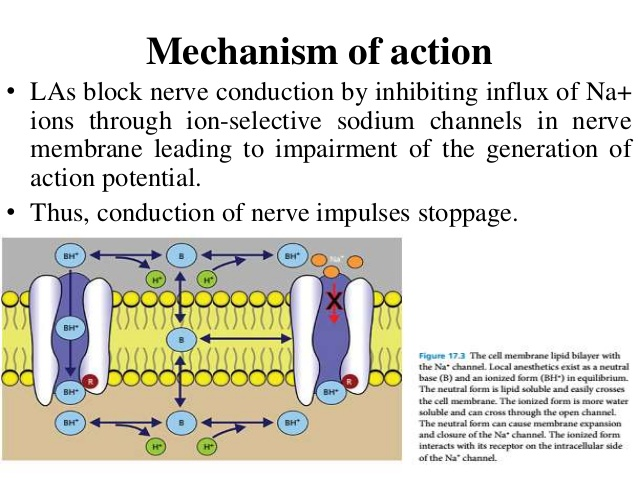 Mechanism of action
• LAs block nerve conduction by inhibiting influx of Na+
ions through ion-selective sodium channels in nerve
membrane leading to impairment of the generation of
action potential.
• Thus, conduction of nerve impulses stoppage.
BH⁺ B BH⁺ Na⁺
H⁺ H⁺
X
BH⁺ B
R
BH⁺ BH⁺
BH⁺ B BH⁺
H⁺ H⁺
Figure 17.3 The cell membrane lipid bilayer with
the Na⁺ channel. Local anesthetics exist as a neutral
base (B) and an ionized form (BH⁺) in equilibrium.
The neutral form is lipid soluble and easily crosses
the cell membrane. The ionized form is more water
soluble and can cross through the open channel.
The neutral form can cause membrane expansion
and closure of the Na⁺ channel. The ionized form
interacts with its receptor on the intracellular side
of the Na⁺ channel.